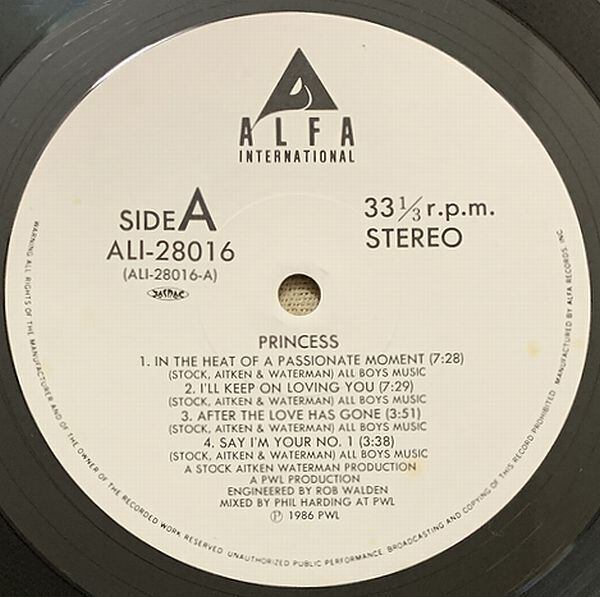 ALFA
INTERNATIONAL
SIDE A
ALI-28016
(ALI-28016-A)
JASRAC
33 1/3 r.p.m.
STEREO
PRINCESS
1. IN THE HEAT OF A PASSIONATE MOMENT (7:28)
(STOCK, AITKEN & WATERMAN) ALL BOYS MUSIC
2. I'LL KEEP ON LOVING YOU (7:29)
(STOCK, AITKEN & WATERMAN) ALL BOYS MUSIC
3. AFTER THE LOVE HAS GONE (3:51)
(STOCK, AITKEN & WATERMAN) ALL BOYS MUSIC
4. SAY I'M YOUR NO. 1 (3:38)
(STOCK, AITKEN & WATERMAN) ALL BOYS MUSIC
A STOCK AITKEN WATERMAN PRODUCTION
A PWL PRODUCTION
ENGINEERED BY ROB WALDEN
MIXED BY PHIL HARDING AT PWL
℗ 1986 PWL
WARNING: ALL RIGHTS OF THE MANUFACTURER AND OF THE OWNER OF THE RECORDED WORK RESERVED. UNAUTHORIZED PUBLIC PERFORMANCE, BROADCASTING AND COPYING OF THIS RECORD PROHIBITED. MANUFACTURED BY ALFA RECORDS, INC.